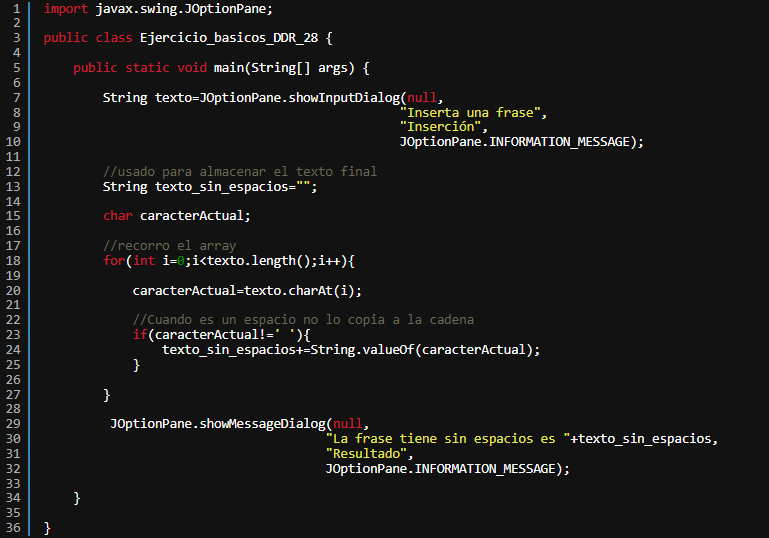 1 import javax.swing.JOptionPane;
2
3 public class Ejercicio_basicos_DDR_28 {
4
5 public static void main(String[] args) {
6
7 String texto=JOptionPane.showInputDialog(null,
8 "Inserta una frase",
9 "Inserción",
10 JOptionPane.INFORMATION_MESSAGE);
11
12 //usado para almacenar el texto final
13 String texto_sin_espacios="";
14
15 char caracterActual;
16
17 //recorro el array
18 for(int i=0;i<texto.length();i++){
19
20 caracterActual=texto.charAt(i);
21
22 //Cuando es un espacio no lo copia a la cadena
23 if(caracterActual!=' '){
24 texto_sin_espacios+=String.valueOf(caracterActual);
25 }
26
27 }
28
29 JOptionPane.showMessageDialog(null,
30 "La frase tiene sin espacios es "+texto_sin_espacios,
31 "Resultado",
32 JOptionPane.INFORMATION_MESSAGE);
33
34 }
35
36 }